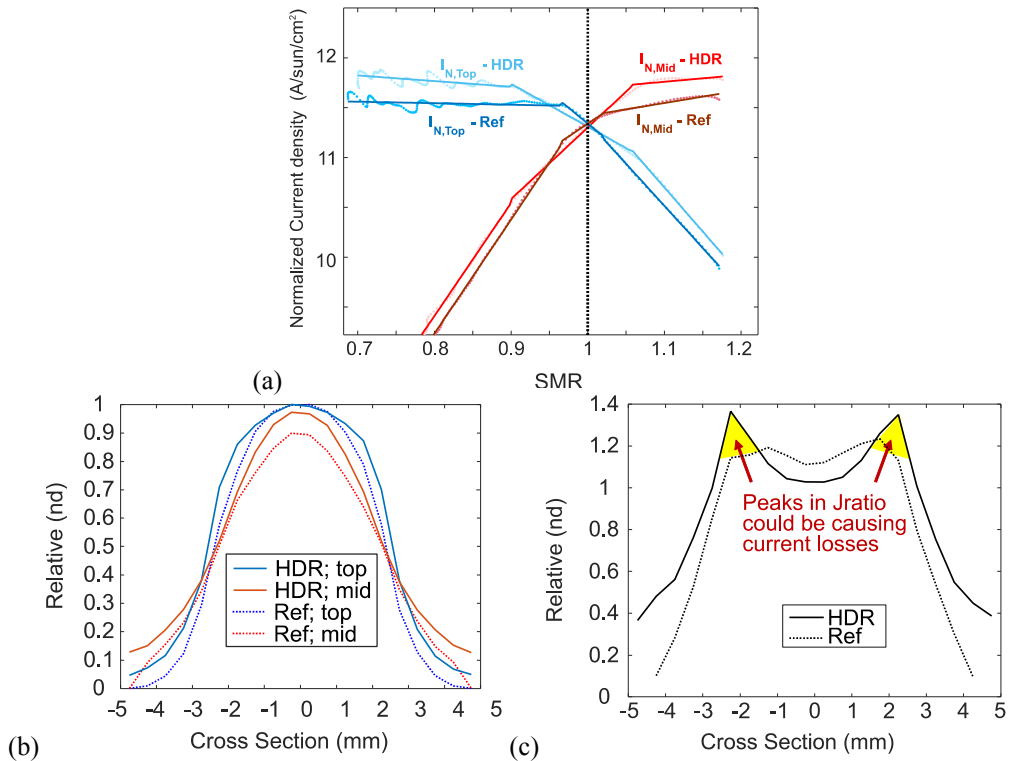 12
11
10
Normalized Current density (A/sun/cm²)
I_N,Top - HDR
I_N,Top - Ref
I_N,Mid - HDR
I_N,Mid - Ref
0.7 0.8 0.9 1 1.1 1.2
SMR
(a)
1
0.9
0.8
0.7
0.6
0.5
0.4
0.3
0.2
0.1
0
Relative (nd)
HDR; top
HDR; mid
Ref; top
Ref; mid
-5 -4 -3 -2 -1 0 1 2 3 4 5
Cross Section (mm)
(b)
1.4
1.2
1
0.8
0.6
0.4
0.2
0
Relative (nd)
Peaks in Jratio
could be causing
current losses
HDR
Ref
-5 -4 -3 -2 -1 0 1 2 3 4 5
Cross Section (mm)
(c)